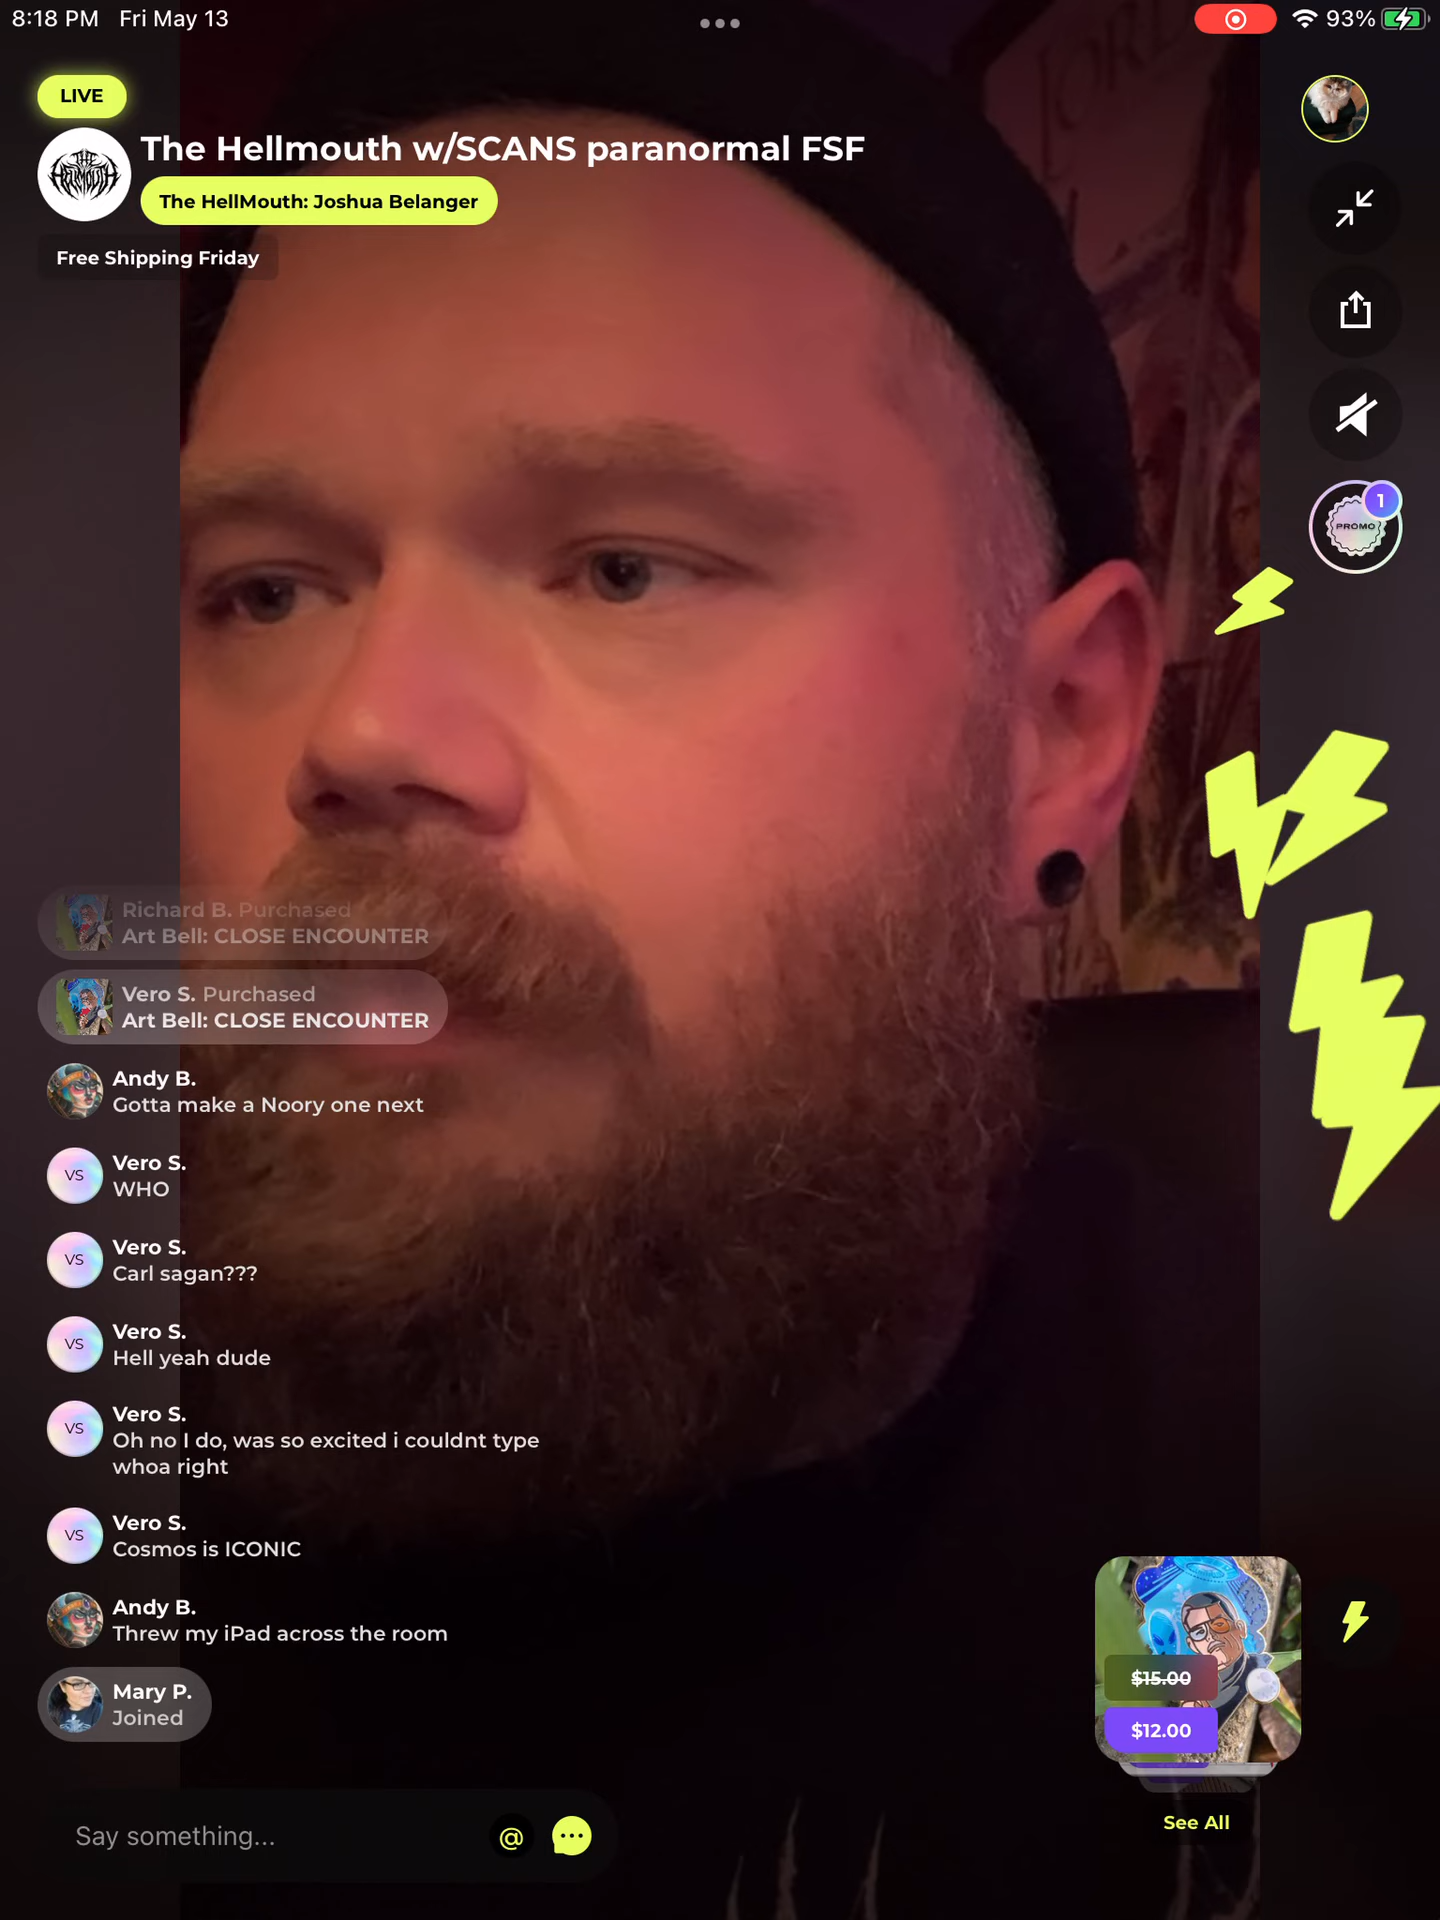 8:18 PM Fri May 13
93%
LIVE
THE HELLMOUTH
The Hellmouth w/SCANS paranormal FSF
The HellMouth: Joshua Belanger
Free Shipping Friday
1
PROMO
Richard B. Purchased
Art Bell: CLOSE ENCOUNTER
Vero S. Purchased
Art Bell: CLOSE ENCOUNTER
Andy B.
Gotta make a Noory one next
VS
Vero S.
WHO
VS
Vero S.
Carl sagan???
VS
Vero S.
Hell yeah dude
VS
Vero S.
Oh no I do, was so excited i couldnt type
whoa right
VS
Vero S.
Cosmos is ICONIC
Andy B.
Threw my iPad across the room
Mary P.
Joined
$15.00
$12.00
Say something...
@
See All